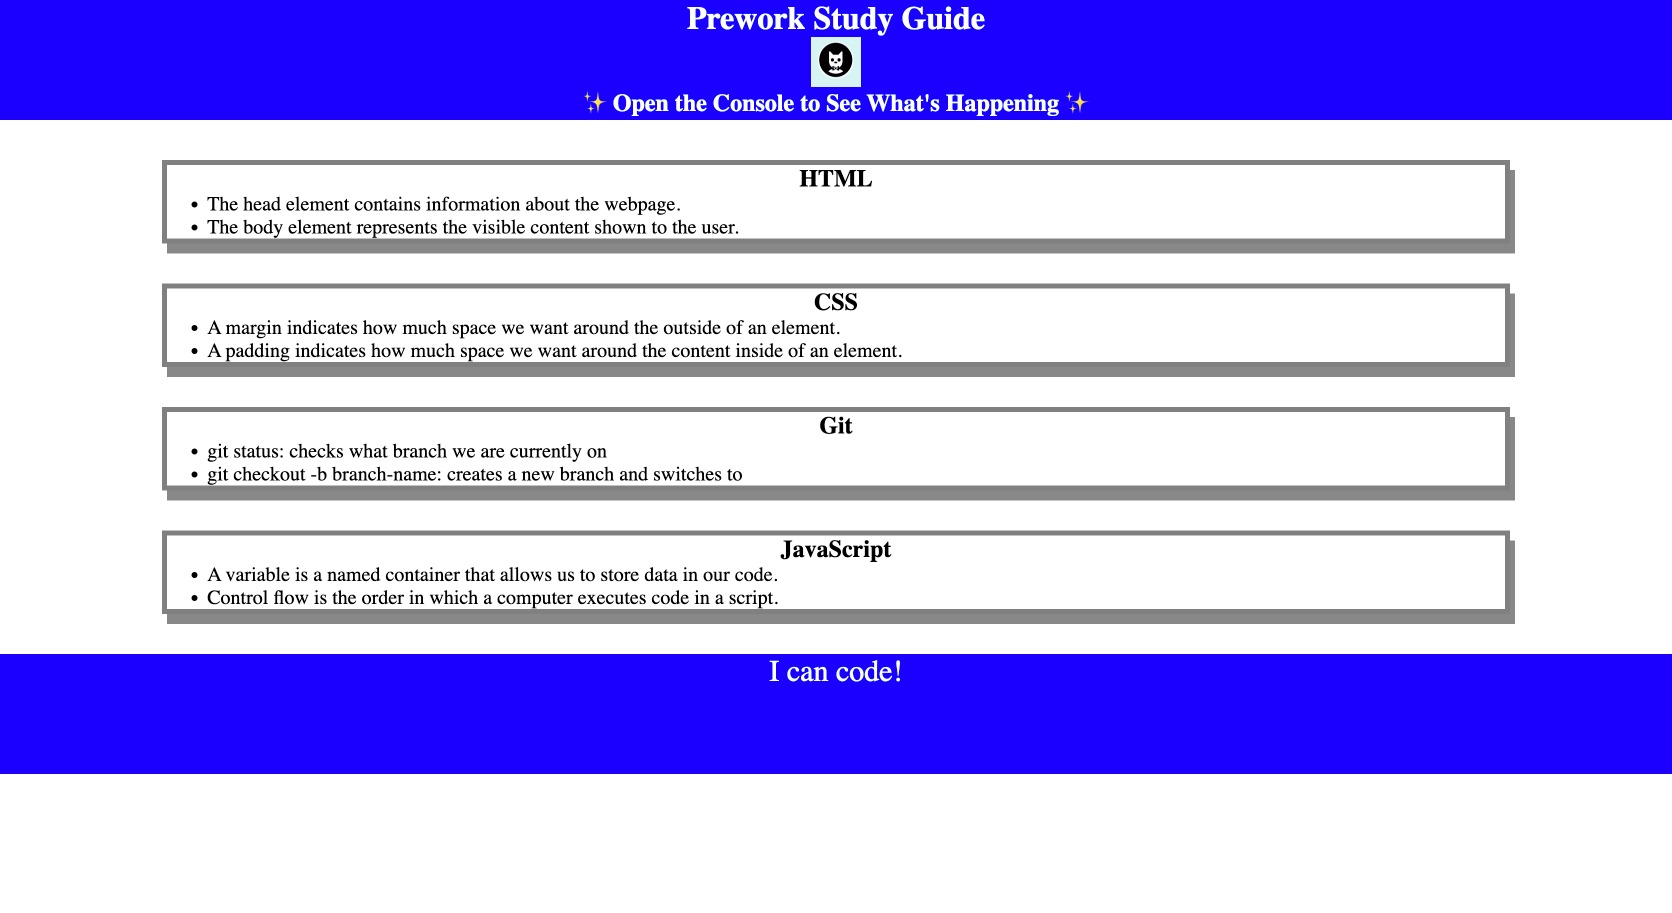 Prework Study Guide
✨ Open the Console to See What's Happening ✨
HTML
• The head element contains information about the webpage.
• The body element represents the visible content shown to the user.
CSS
• A margin indicates how much space we want around the outside of an element.
• A padding indicates how much space we want around the content inside of an element.
Git
• git status: checks what branch we are currently on
• git checkout -b branch-name: creates a new branch and switches to
JavaScript
• A variable is a named container that allows us to store data in our code.
• Control flow is the order in which a computer executes code in a script.
I can code!